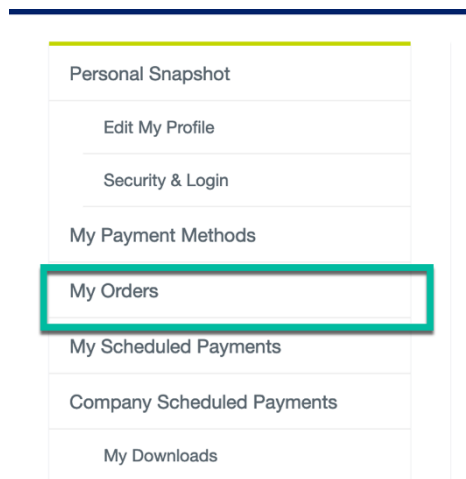 Personal Snapshot
Edit My Profile
Security & Login
My Payment Methods
My Orders
My Scheduled Payments
Company Scheduled Payments
My Downloads